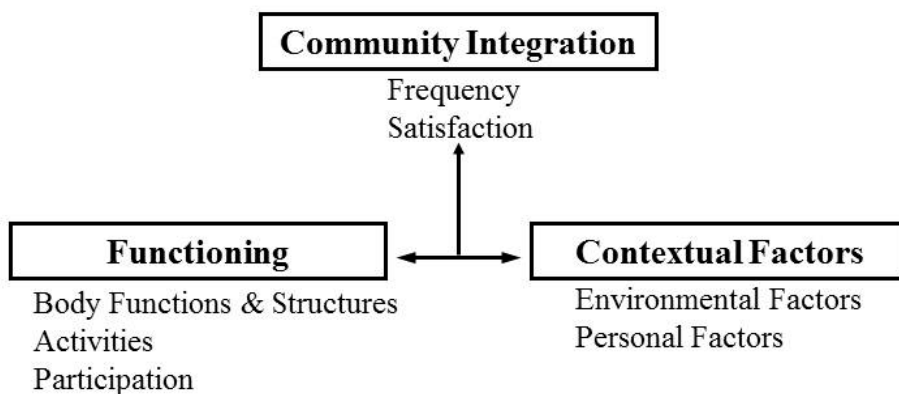 Community Integration
Frequency
Satisfaction
Functioning
Body Functions & Structures
Activities
Participation
Contextual Factors
Environmental Factors
Personal Factors